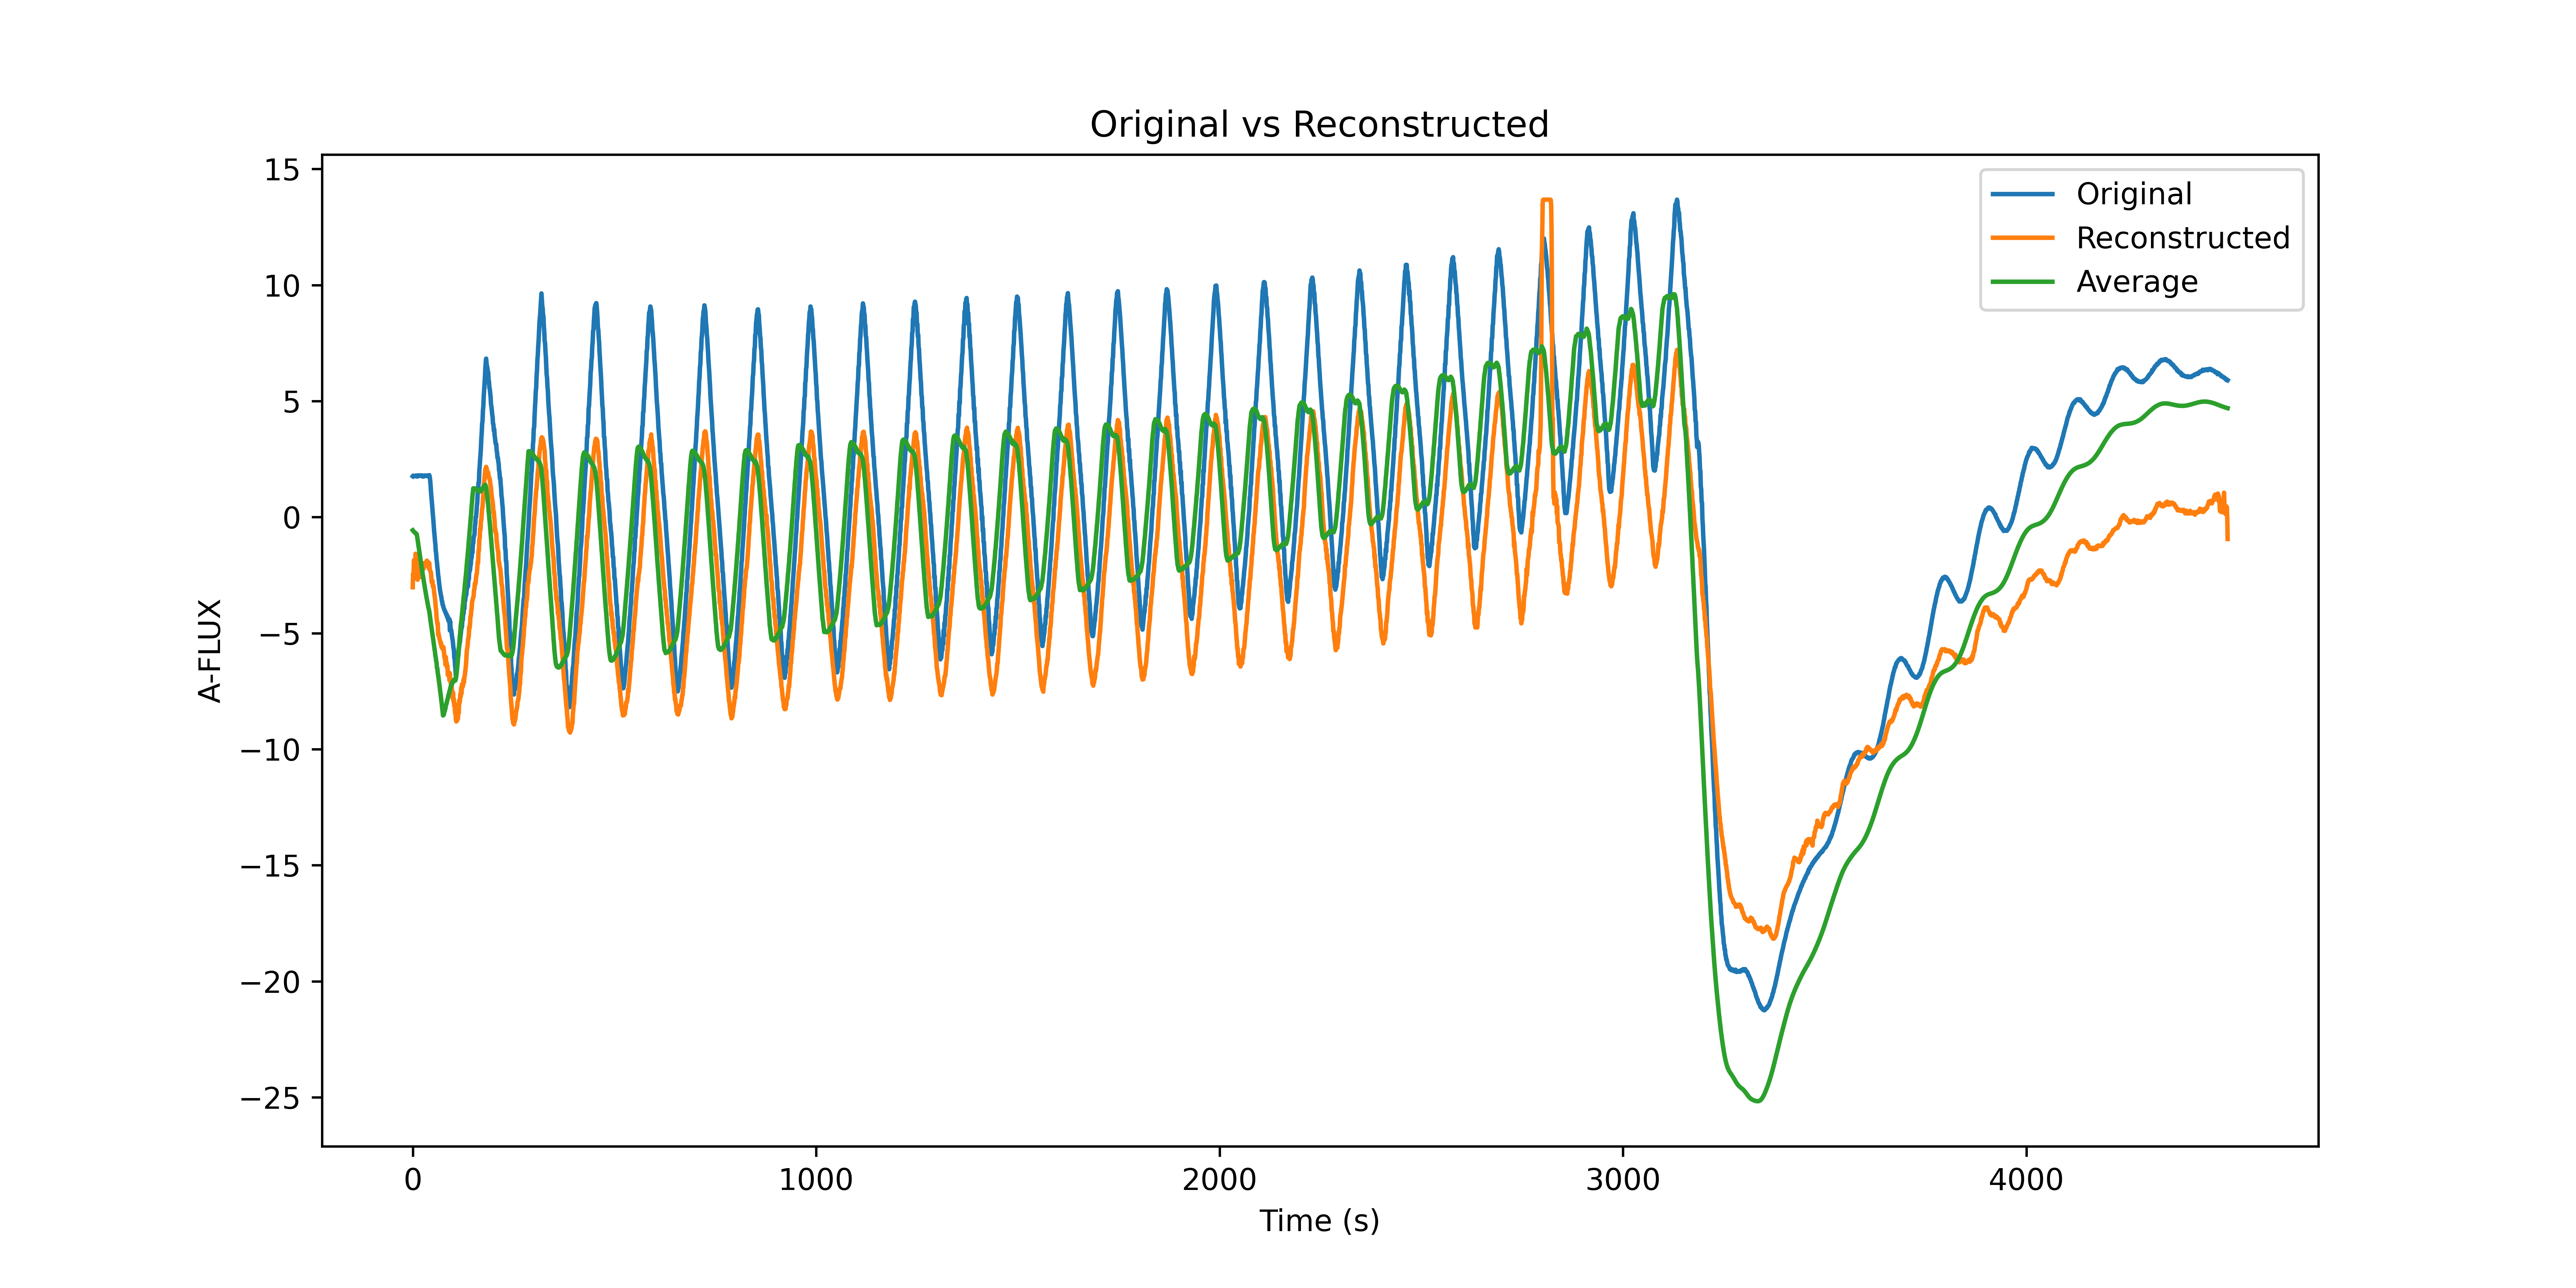 Original vs Reconstructed
15
10
5
0
−5
−10
−15
−20
−25
A-FLUX
0
1000
2000
3000
4000
Time (s)
Original
Reconstructed
Average